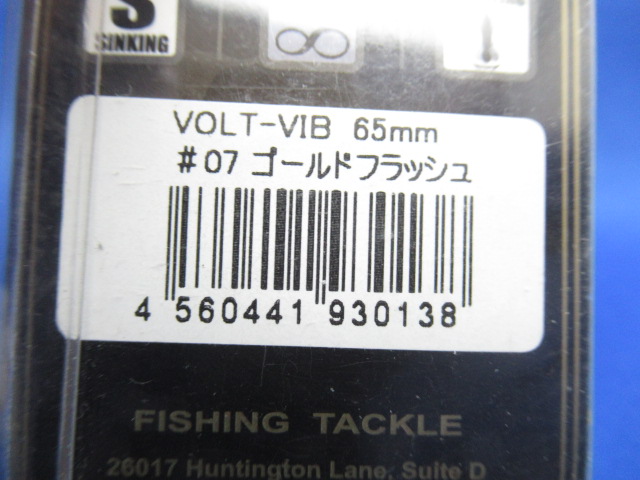 S
SINKING
VOLT-VIB 65mm
#07 ゴールドフラッシュ
4 560441 930138
FISHING TACKLE
26017 Huntington Lane, Suite D